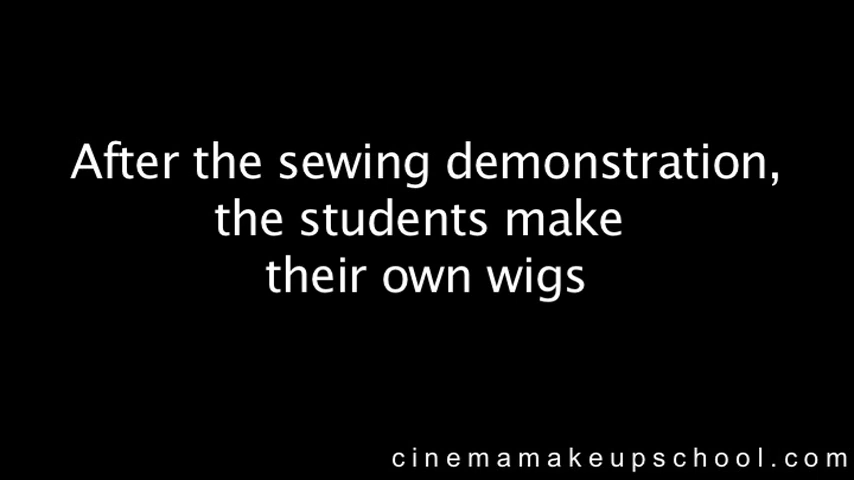 After the sewing demonstration,
the students make
their own wigs
cinemamakeupschool.com